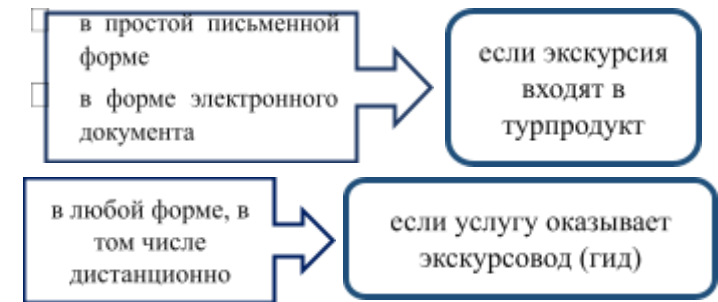 в простой письменной
форме
в форме электронного
документа
если экскурсия
входят в
турпродукт
в любой форме, в
том числе
дистанционно
если услугу оказывает
экскурсовод (гид)